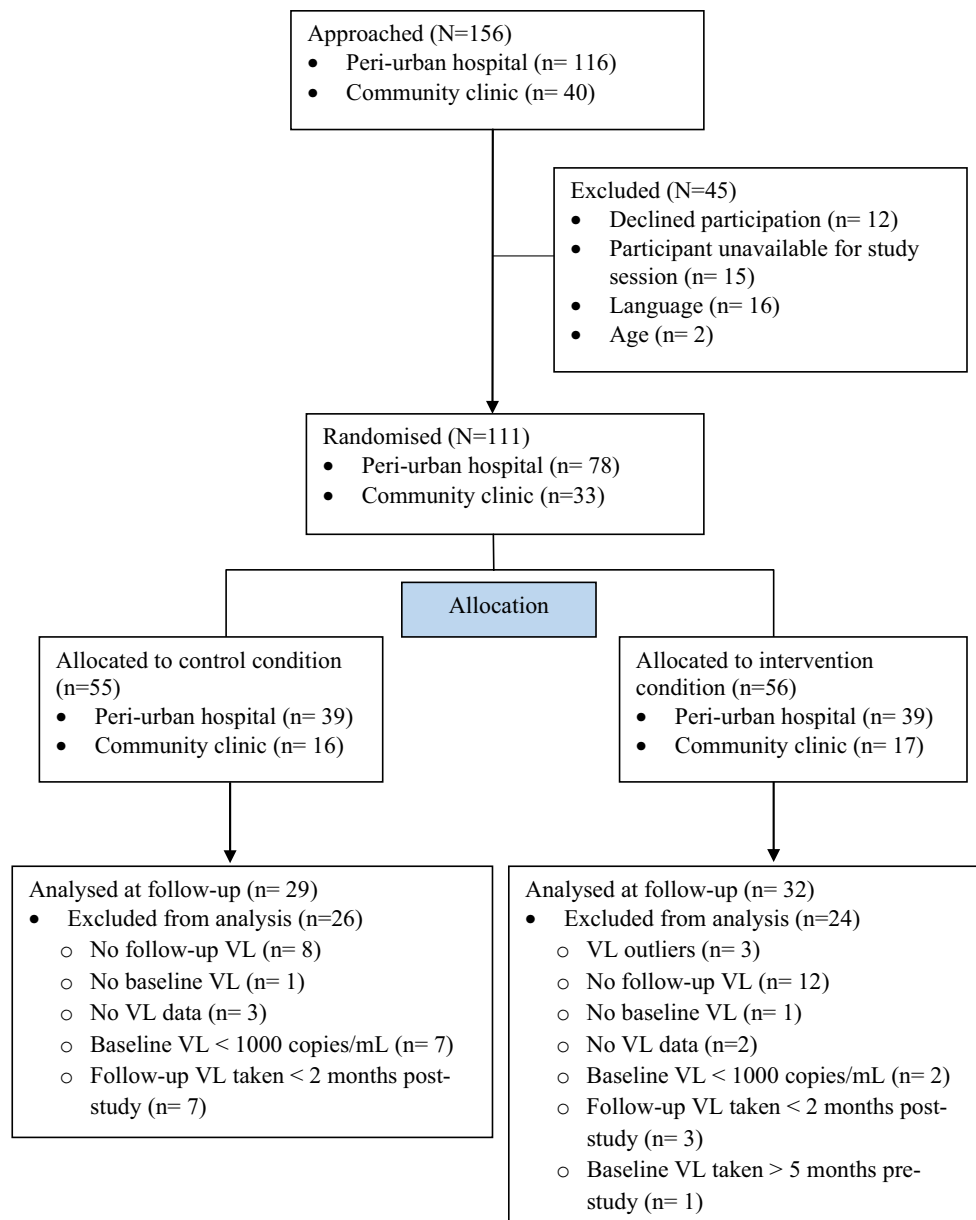 Approached (N=156)
• Peri-urban hospital (n= 116)
• Community clinic (n= 40)
Excluded (N=45)
• Declined participation (n= 12)
• Participant unavailable for study
session (n= 15)
• Language (n= 16)
• Age (n= 2)
Randomised (N=111)
• Peri-urban hospital (n= 78)
• Community clinic (n=33)
Allocation
Allocated to control condition
(n=55)
• Peri-urban hospital (n= 39)
• Community clinic (n= 16)
Allocated to intervention
condition (n=56)
• Peri-urban hospital (n= 39)
• Community clinic (n= 17)
Analysed at follow-up (n= 29)
• Excluded from analysis (n=26)
o No follow-up VL (n= 8)
o No baseline VL (n= 1)
o No VL data (n= 3)
o Baseline VL < 1000 copies/mL (n= 7)
o Follow-up VL taken < 2 months post-
study (n= 7)
Analysed at follow-up (n= 32)
• Excluded from analysis (n=24)
o VL outliers (n= 3)
o No follow-up VL (n= 12)
o No baseline VL (n= 1)
o No VL data (n=2)
o Baseline VL < 1000 copies/mL (n= 2)
o Follow-up VL taken < 2 months post-
study (n= 3)
o Baseline VL taken > 5 months pre-
study (n= 1)